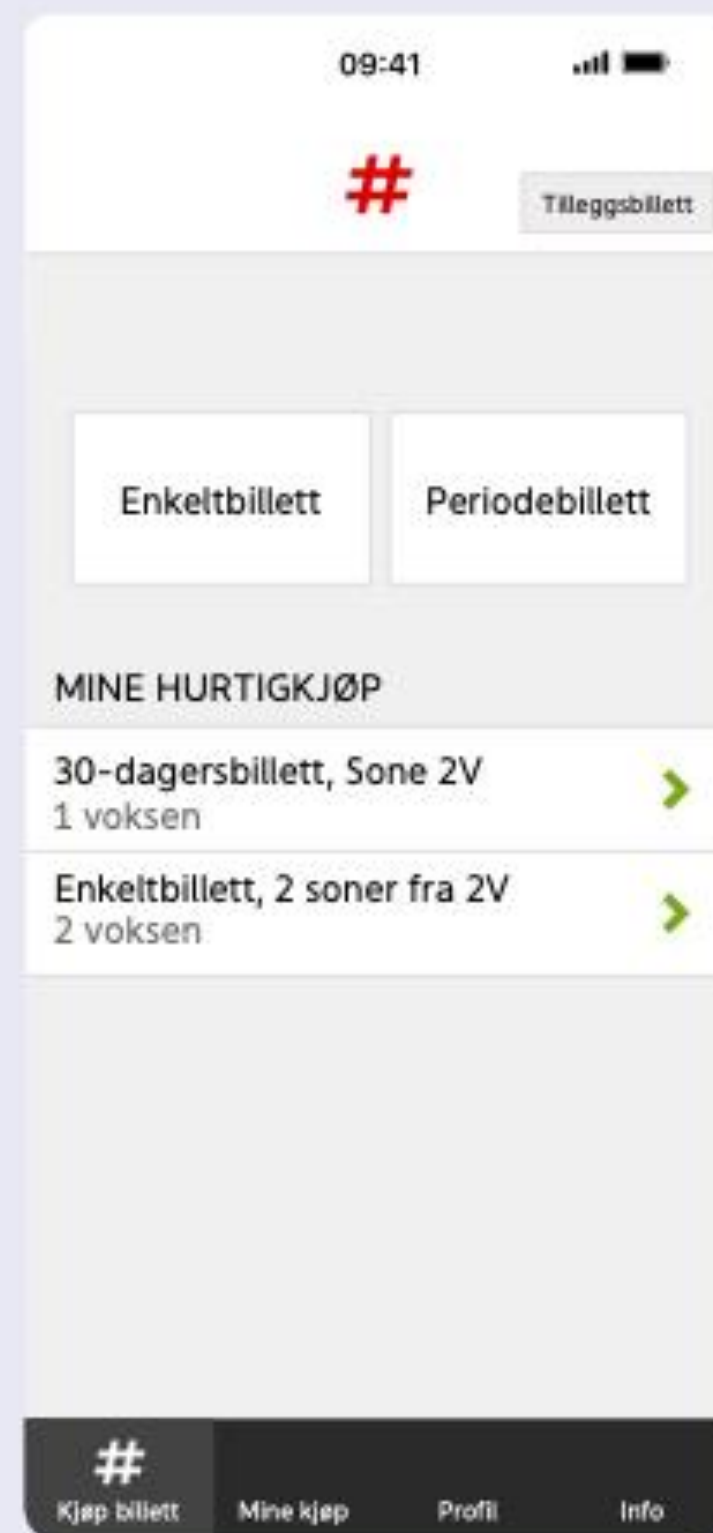 09:41
#
Tilleggsbillett
Enkeltbillett
Periodebillett
MINE HURTIGKJØP
30-dagersbillett, Sone 2V
1 voksen
Enkeltbillett, 2 soner fra 2V
2 voksen
#
Kjøp billett
Mine kjøp
Profil
Info